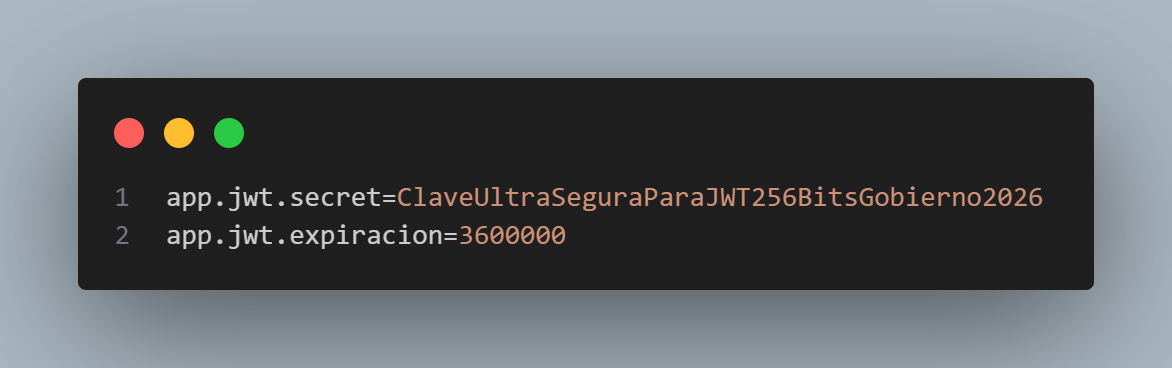 1 app.jwt.secret=ClaveUltraSeguraParaJWT256BitsGobierno2026
2 app.jwt.expiracion=3600000